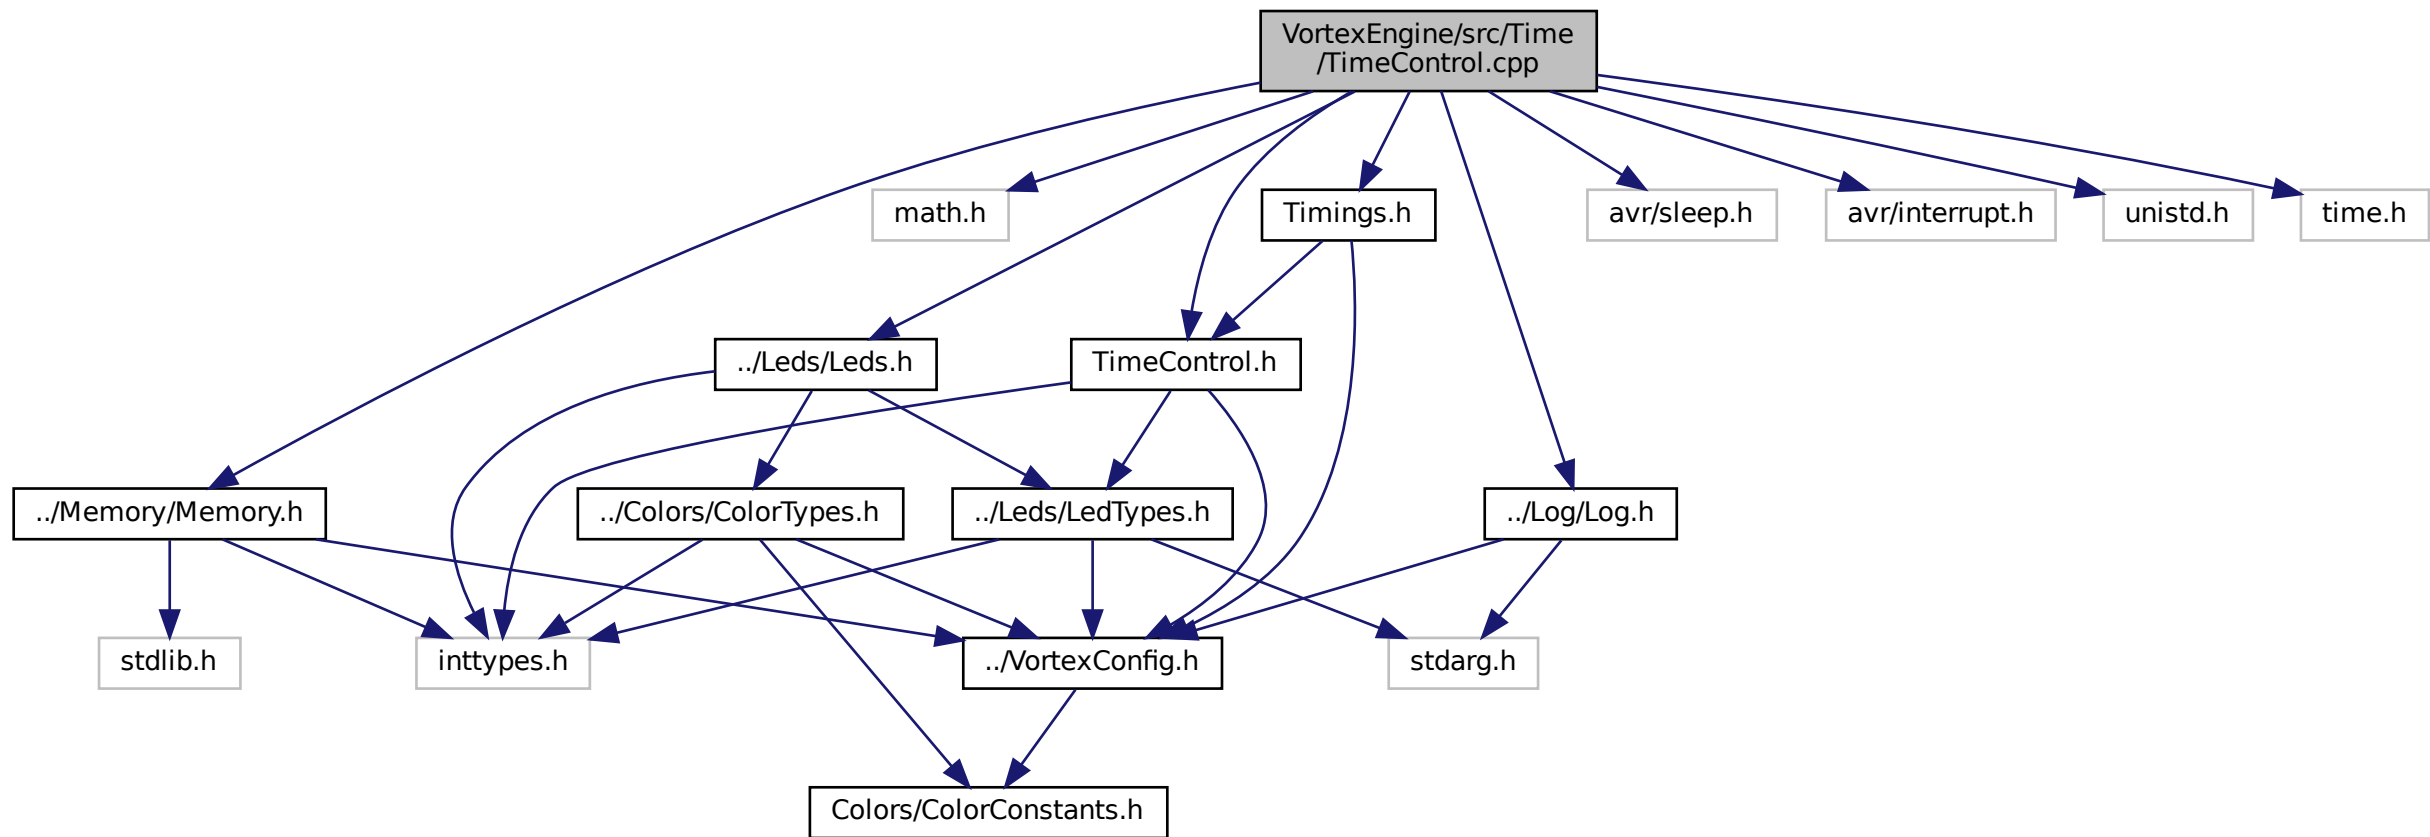 VortexEngine/src/Time
/TimeControl.cpp
math.h
Timings.h
avr/sleep.h
avr/interrupt.h
unistd.h
time.h
../Leds/Leds.h
TimeControl.h
../Memory/Memory.h
../Colors/ColorTypes.h
../Leds/LedTypes.h
../Log/Log.h
stdlib.h
inttypes.h
../VortexConfig.h
stdarg.h
Colors/ColorConstants.h